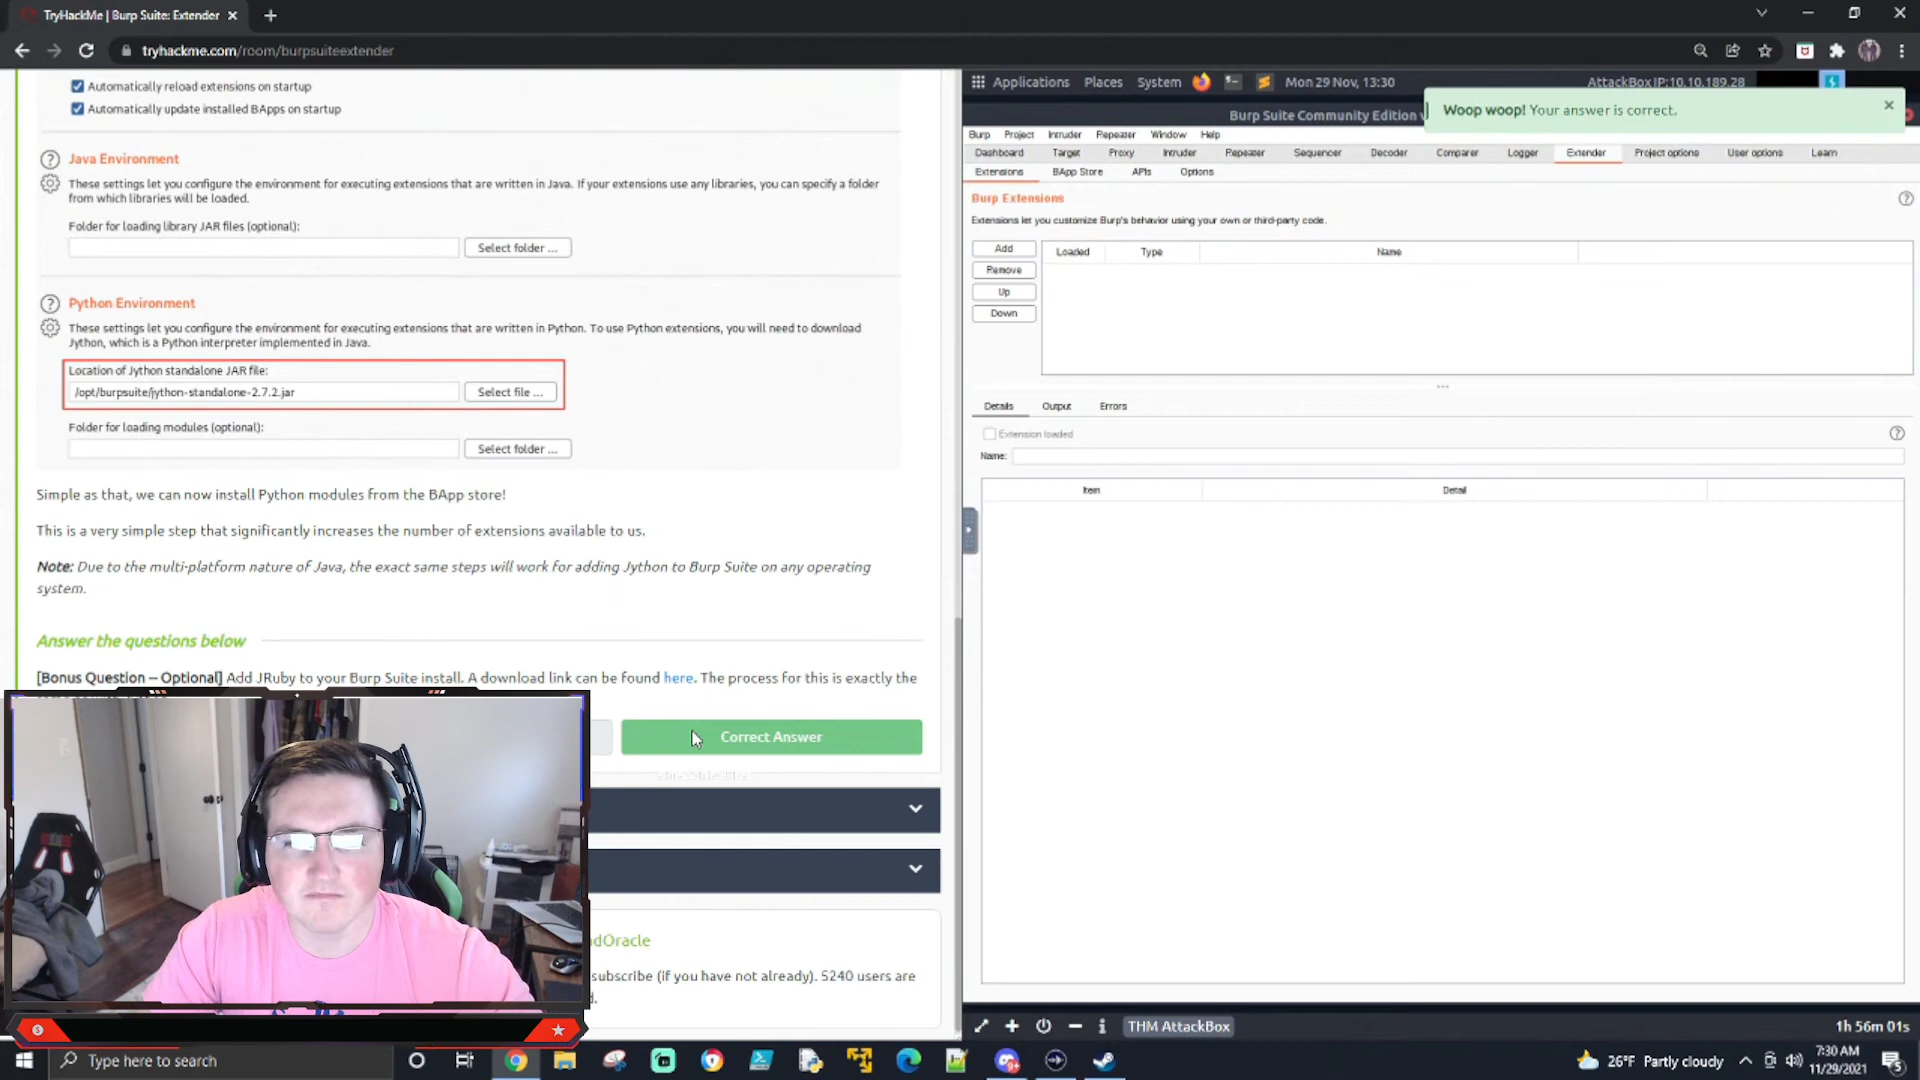 TryHackMe | Burp Suite: Extender
tryhackme.com/room/burpsuiteextender
Automatically reload extensions on startup
Automatically update installed BApps on startup
Java Environment
These settings let you configure the environment for executing extensions that are written in Java. If your extensions use any libraries, you can specify a folder
from which libraries will be loaded.
Folder for loading library JAR files (optional):
Select folder ...
Python Environment
These settings let you configure the environment for executing extensions that are written in Python. To use Python extensions, you will need to download
Jython, which is a Python interpreter implemented in Java.
Location of Jython standalone JAR file:
/opt/burpsuite/jython-standalone-2.7.2.jar
Select file ...
Folder for loading modules (optional):
Select folder ...
Simple as that, we can now install Python modules from the BApp store!
This is a very simple step that significantly increases the number of extensions available to us.
Note: Due to the multi-platform nature of Java, the exact same steps will work for adding Jython to Burp Suite on any operating
system.
Answer the questions below
[Bonus Question – Optional] Add JRuby to your Burp Suite install. A download link can be found here. The process for this is exactly the
Correct Answer
dOracle
subscribe (if you have not already). 5240 users are
Applications Places System Mon 29 Nov, 13:30 AttackBox IP:10.10.189.28
Burp Suite Community Edition
Woop woop! Your answer is correct.
Burp Project Intruder Repeater Window Help
Dashboard Target Proxy Intruder Repeater Sequencer Decoder Comparer Logger Extender Project options User options Learn
Extensions BApp Store APIs Options
Burp Extensions
Extensions let you customize Burp's behavior using your own or third-party code.
Add
Remove
Up
Down
Loaded Type Name
Details Output Errors
Extension loaded
Name:
Item Detail
THM AttackBox
1h 56m 01s
Type here to search
26°F Partly cloudy
7:30 AM
11/29/2021